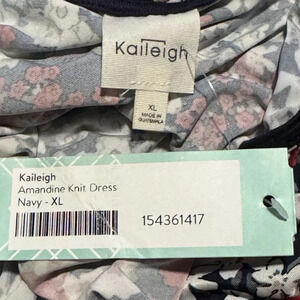 Kaileigh
XL
MADE IN
GUATEMALA
Kaileigh
Amandine Knit Dress
Navy - XL
154361417